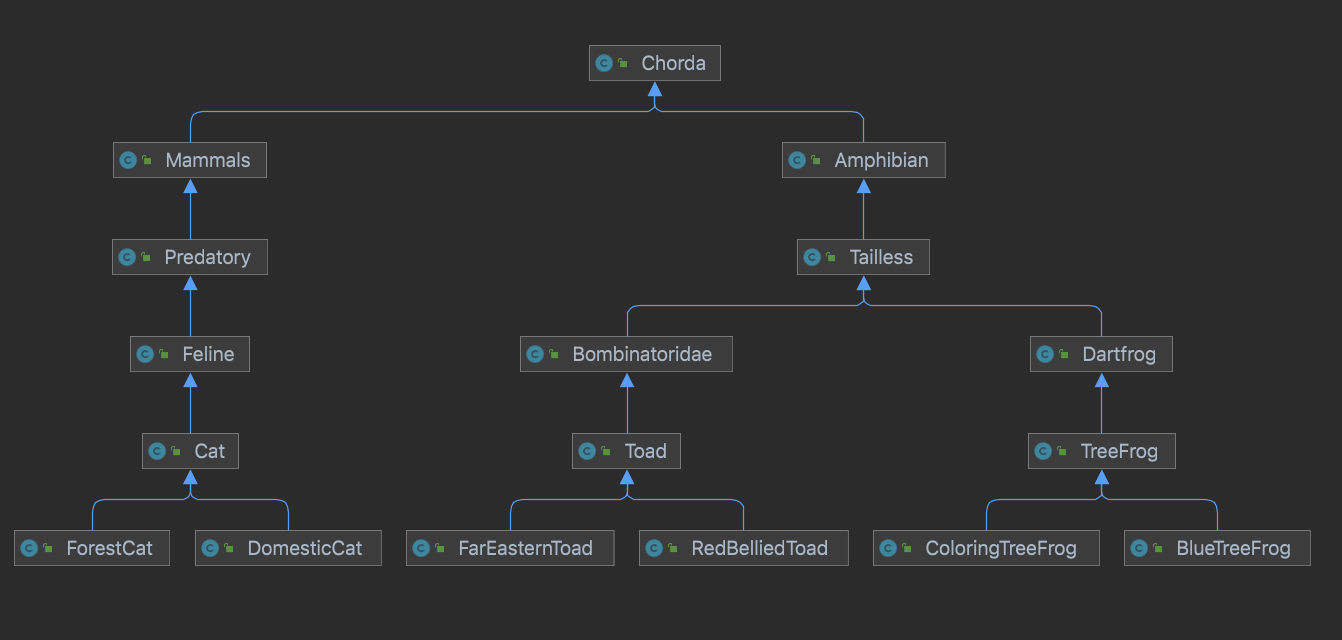 C Chorda
C Mammals
C Amphibian
C Predatory
C Tailless
C Feline
C Bombinatoridae
C Dartfrog
C Cat
C Toad
C TreeFrog
C ForestCat
C DomesticCat
C FarEasternToad
C RedBelliedToad
C ColoringTreeFrog
C BlueTreeFrog